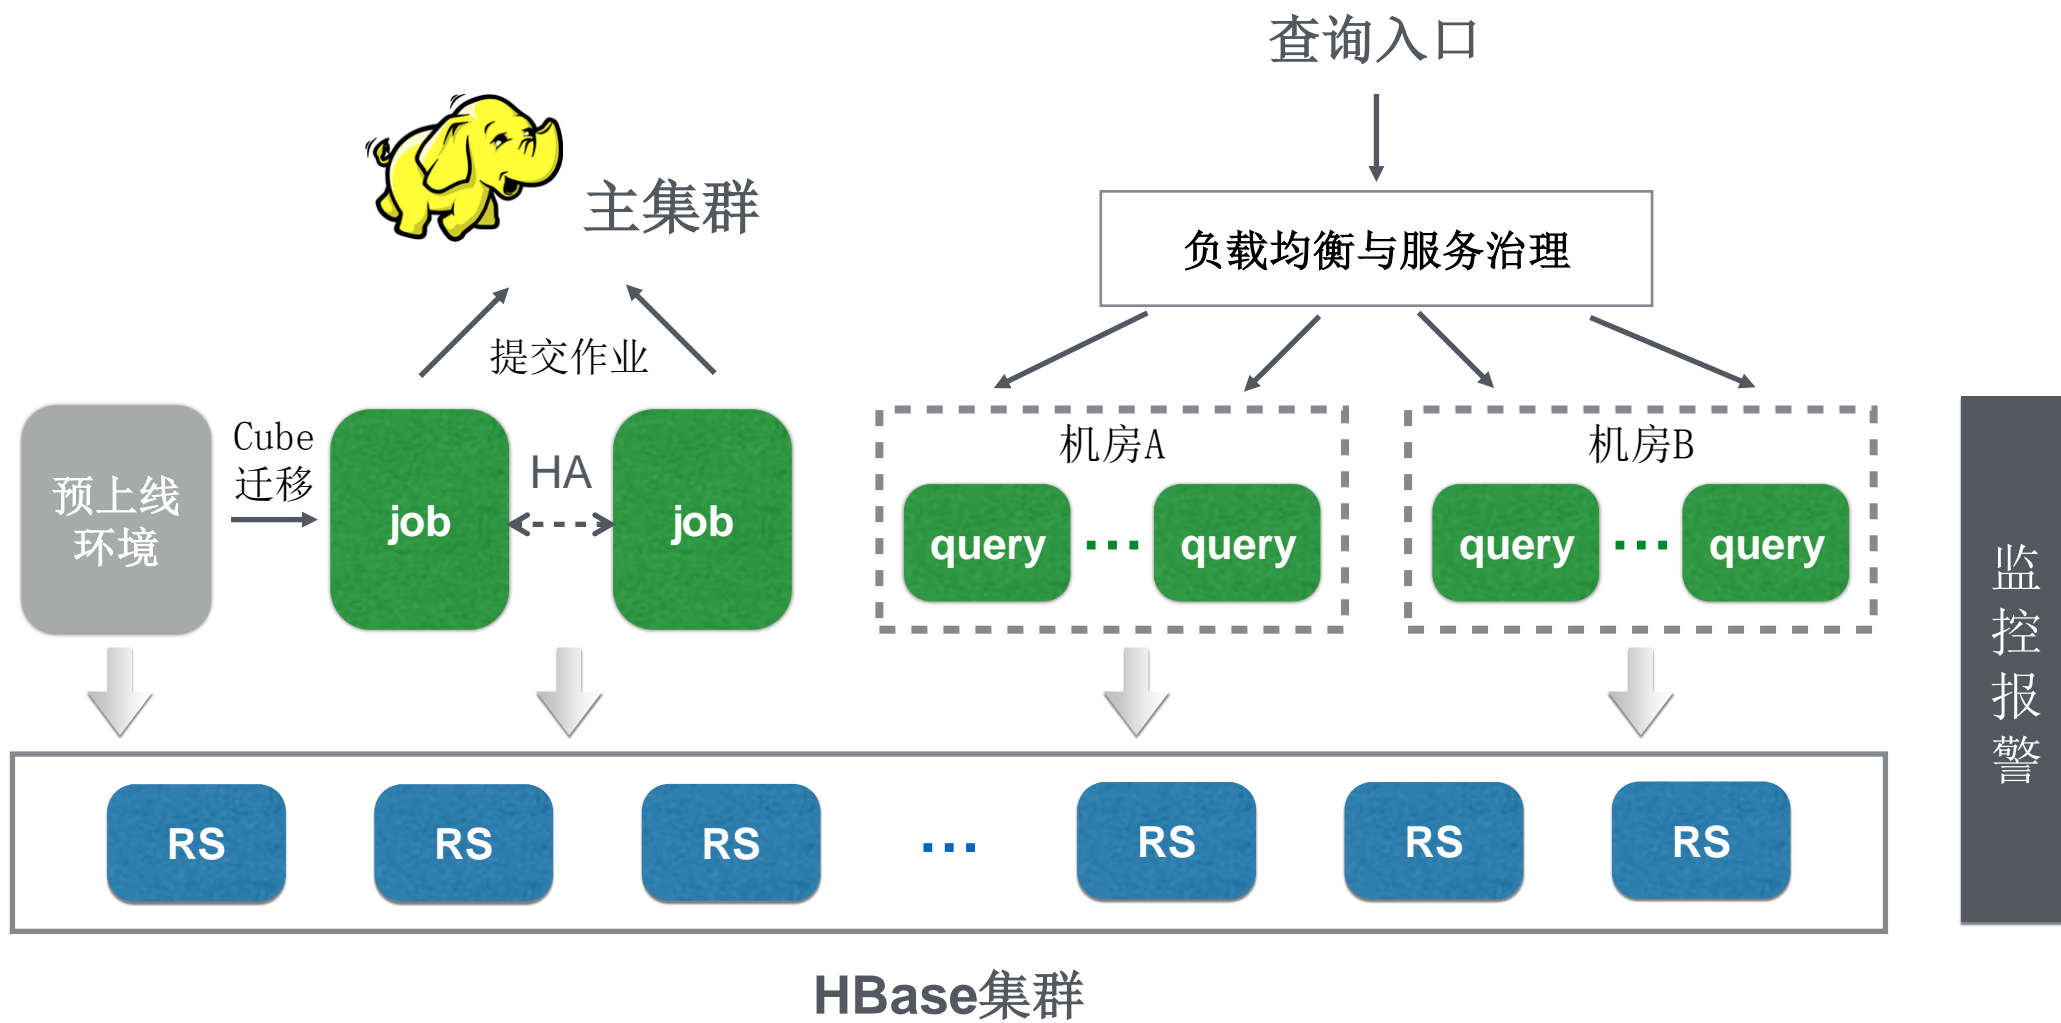 查询入口
主集群
负载均衡与服务治理
提交作业
预上线
环境
Cube
迁移
job
HA
job
机房A
query
...
query
机房B
query
...
query
监
控
报
警
RS
RS
RS
...
RS
RS
RS
HBase集群